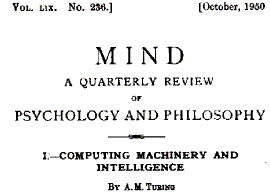 Vol. lix. No. 236.] [October, 1950
MIND
A QUARTERLY REVIEW
OF
PSYCHOLOGY AND PHILOSOPHY
I.—COMPUTING MACHINERY AND
INTELLIGENCE
By A. M. Turing